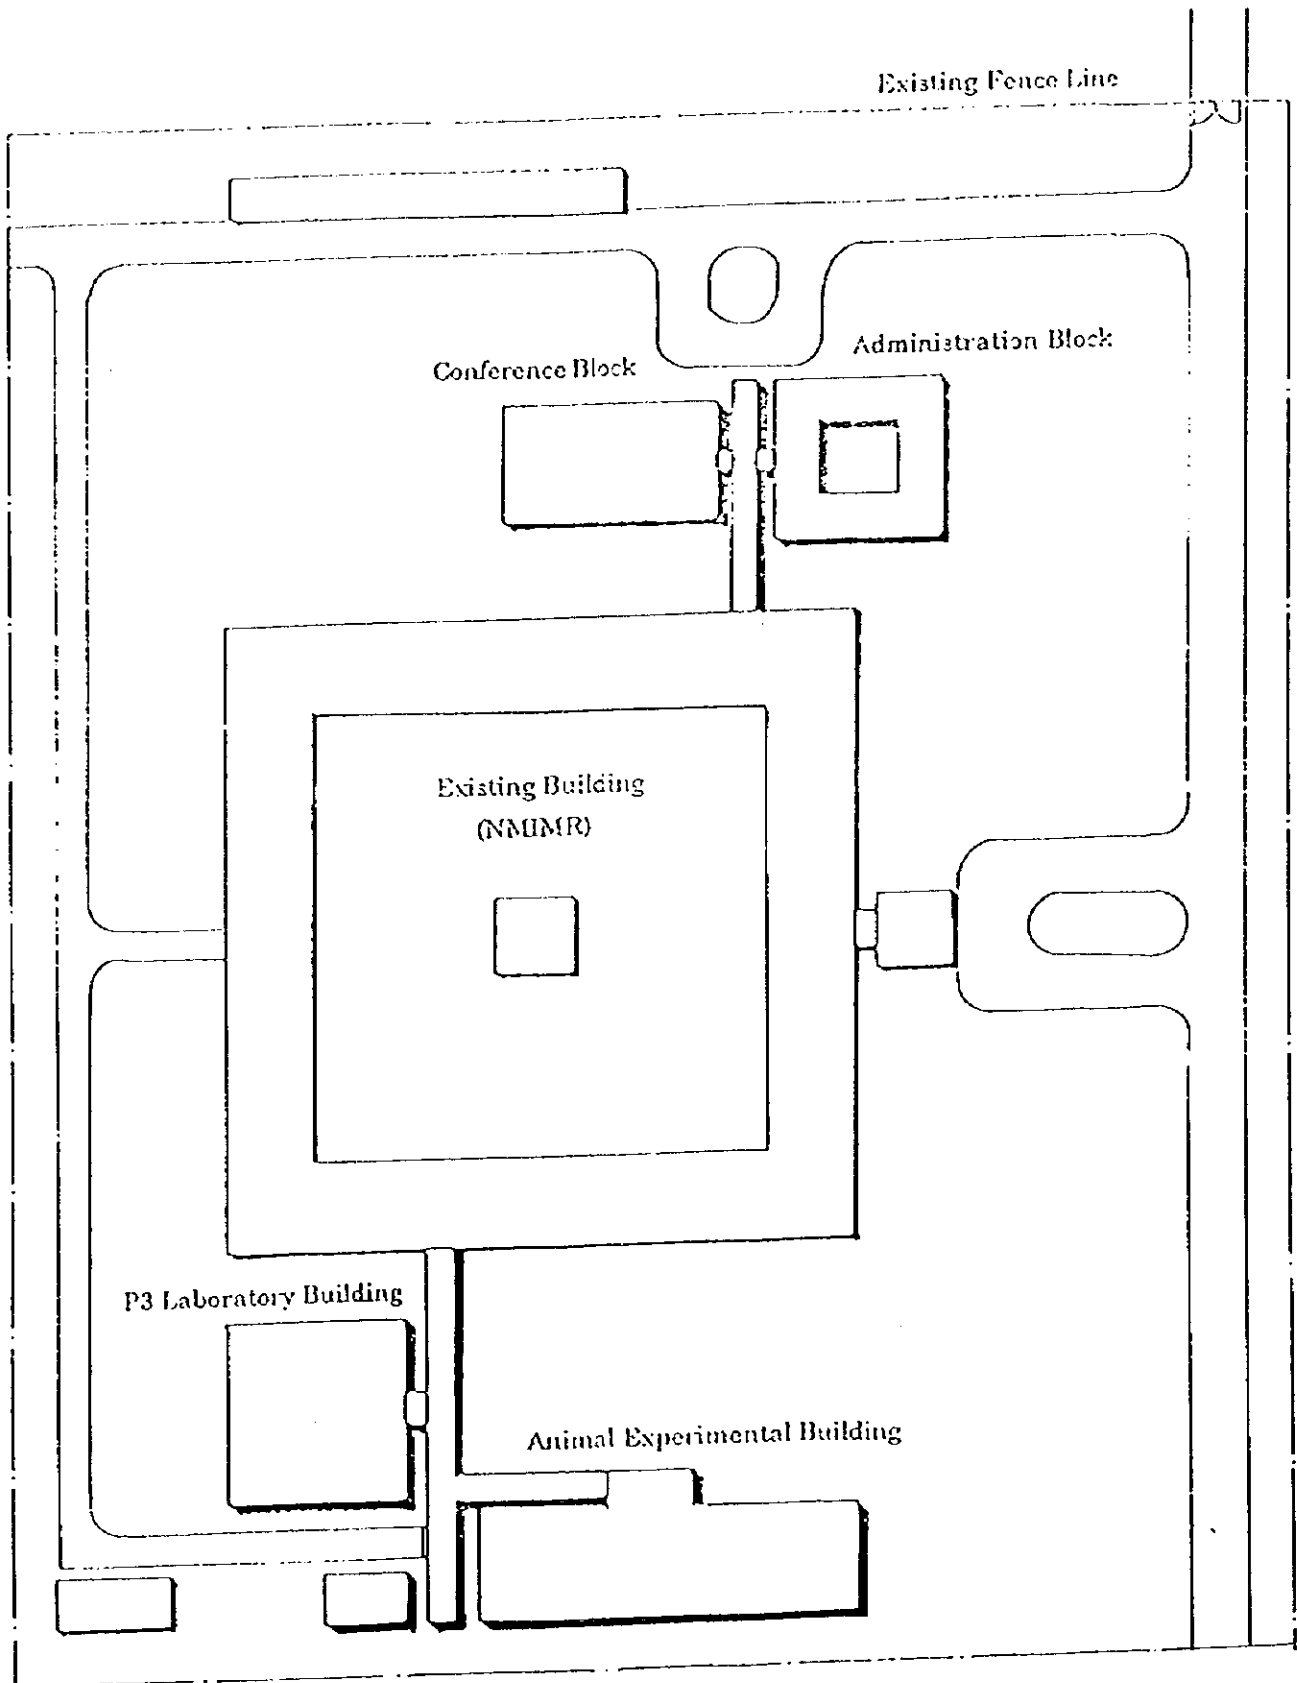 Existing Fence Line
Administration Block
Conference Block
Existing Building
(NMIMR)
P3 Laboratory Building
Animal Experimental Building